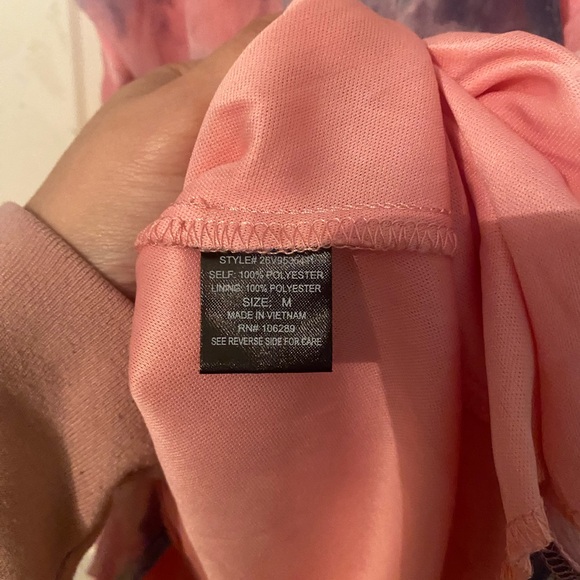 STYLE#
SELF: 100% POLYESTER
LINING: 100% POLYESTER
SIZE: M
MADE IN VIETNAM
RN# 106289
SEE REVERSE SIDE FOR CARE